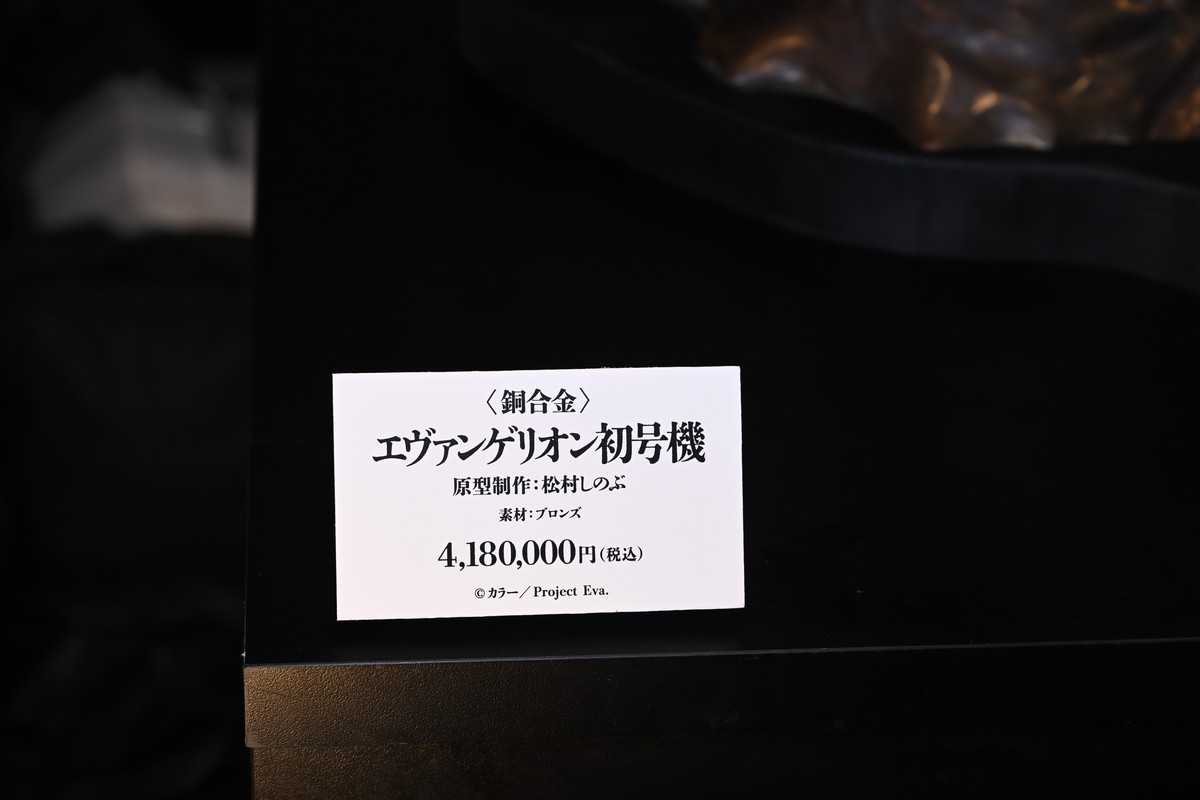 〈銅合金〉
エヴァンゲリオン初号機
原型制作：松村しのぶ
素材：ブロンズ
4,180,000円（税込）
©カラー／Project Eva.